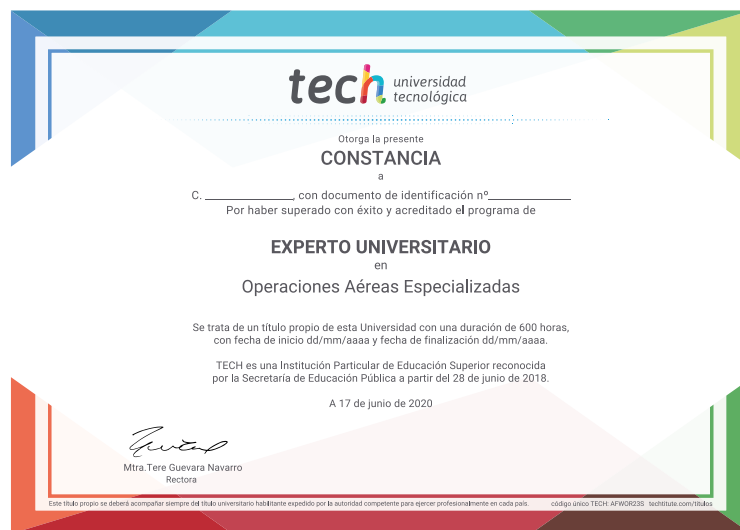 tech universidad
tecnológica
Otorga la presente
CONSTANCIA
a
C. ______________, con documento de identificación nº______________
Por haber superado con éxito y acreditado el programa de
EXPERTO UNIVERSITARIO
en
Operaciones Aéreas Especializadas
Se trata de un título propio de esta Universidad con una duración de 600 horas,
con fecha de inicio dd/mm/aaaa y fecha de finalización dd/mm/aaaa.
TECH es una Institución Particular de Educación Superior reconocida
por la Secretaría de Educación Pública a partir del 28 de junio de 2018.
A 17 de junio de 2020
Mtra.Tere Guevara Navarro
Rectora
Este título propio se deberá acompañar siempre del título universitario habilitante expedido por la autoridad competente para ejercer profesionalmente en cada país. código único TECH: AFWOR23S techtitute.com/titulos